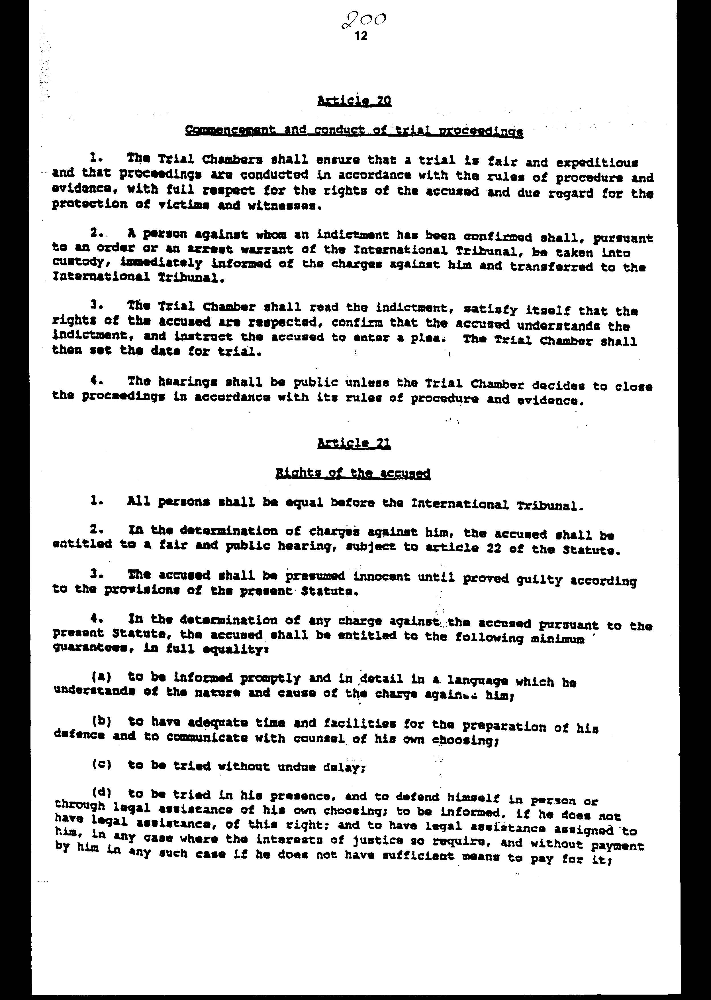 200
12
Article 20
Commencement and conduct of trial proceedings
1. The Trial Chambers shall ensure that a trial is fair and expeditious
and that proceedings are conducted in accordance with the rules of procedure and
evidence, with full respect for the rights of the accused and due regard for the
protection of victims and witnesses.
2. A person against whom an indictment has been confirmed shall, pursuant
to an order or an arrest warrant of the International Tribunal, be taken into
custody, immediately informed of the charges against him and transferred to the
International Tribunal.
3. The Trial Chamber shall read the indictment, satisfy itself that the
rights of the accused are respected, confirm that the accused understands the
indictment, and instruct the accused to enter a plea. The Trial Chamber shall
then set the date for trial.
4. The hearings shall be public unless the Trial Chamber decides to close
the proceedings in accordance with its rules of procedure and evidence.
Article 21
Rights of the accused
1. All persons shall be equal before the International Tribunal.
2. In the determination of charges against him, the accused shall be
entitled to a fair and public hearing, subject to article 22 of the Statute.
3. The accused shall be presumed innocent until proved guilty according
to the provisions of the present Statute.
4. In the determination of any charge against the accused pursuant to the
present Statute, the accused shall be entitled to the following minimum
guarantees, in full equality:
(a) to be informed promptly and in detail in a language which he
understands of the nature and cause of the charge against him;
(b) to have adequate time and facilities for the preparation of his
defence and to communicate with counsel of his own choosing;
(c) to be tried without undue delay;
(d) to be tried in his presence, and to defend himself in person or
through legal assistance of his own choosing; to be informed, if he does not
have legal assistance, of this right; and to have legal assistance assigned to
him, in any case where the interests of justice so require, and without payment
by him in any such case if he does not have sufficient means to pay for it;